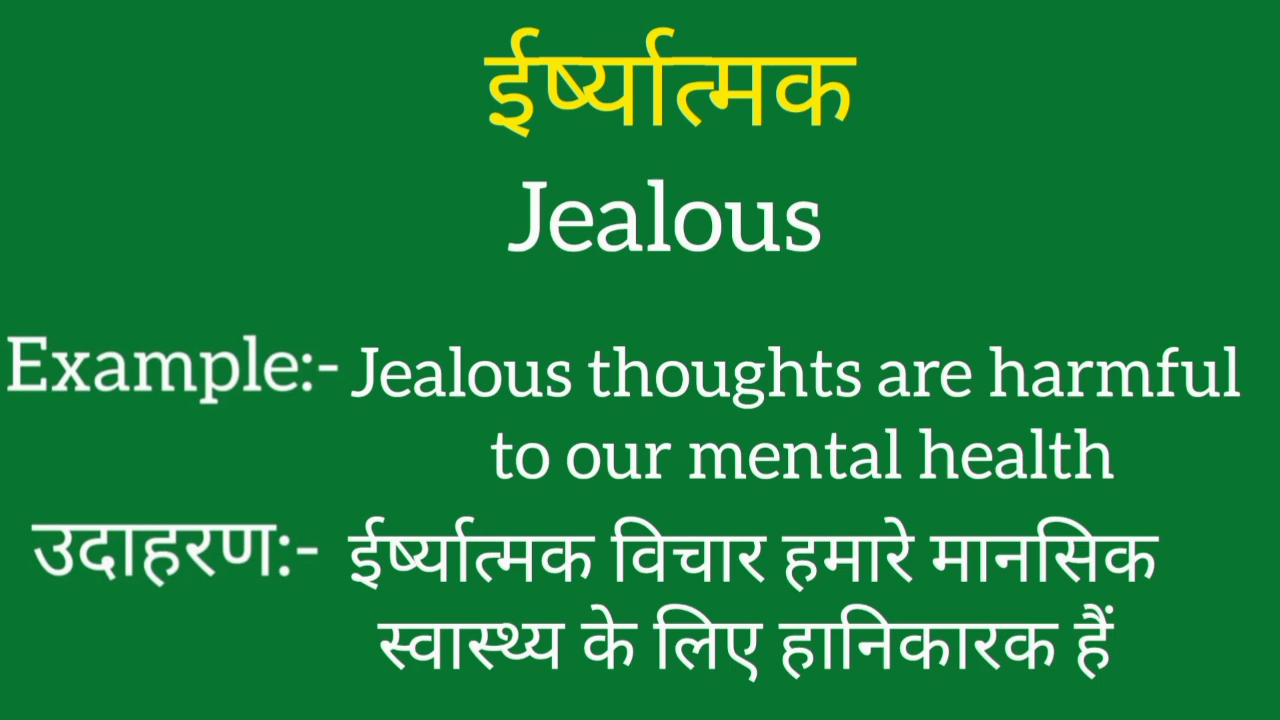 ईर्ष्यात्मक
Jealous
Example:- Jealous thoughts are harmful
to our mental health
उदाहरण:- ईर्ष्यात्मक विचार हमारे मानसिक
स्वास्थ्य के लिए हानिकारक हैं